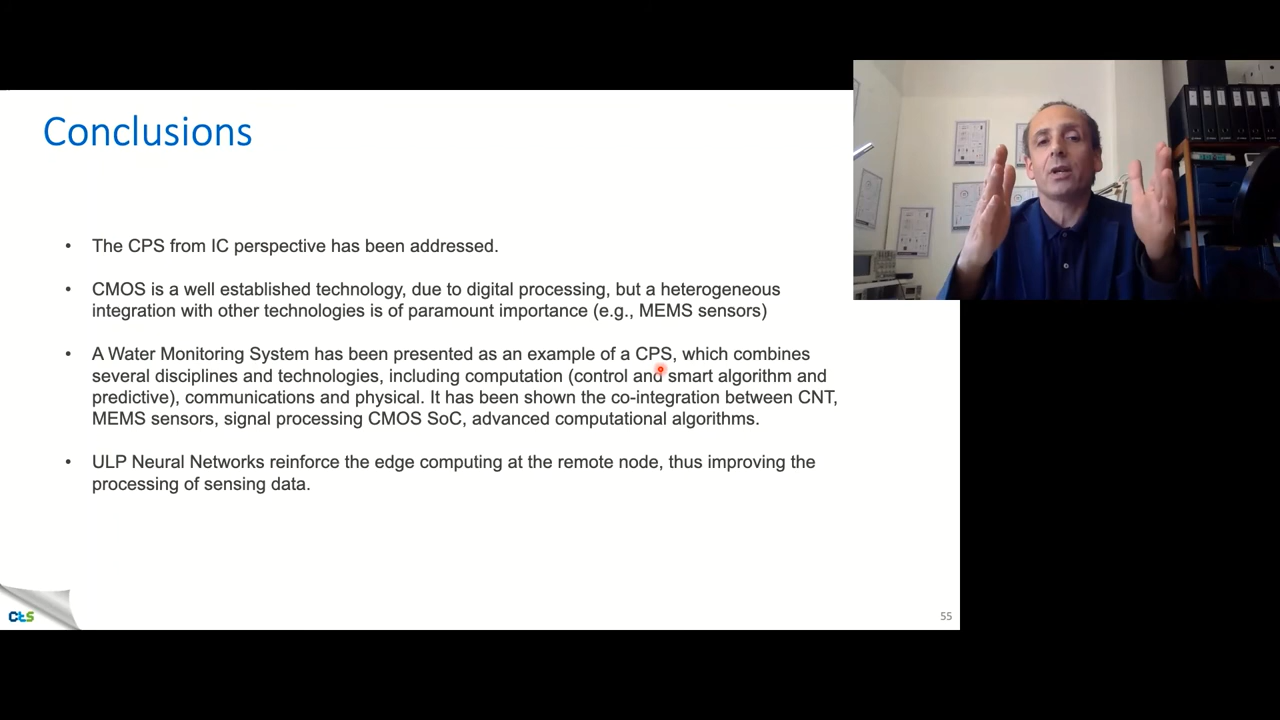 Conclusions
• The CPS from IC perspective has been addressed.
• CMOS is a well established technology, due to digital processing, but a heterogeneous
integration with other technologies is of paramount importance (e.g., MEMS sensors)
• A Water Monitoring System has been presented as an example of a CPS, which combines
several disciplines and technologies, including computation (control and smart algorithm and
predictive), communications and physical. It has been shown the co-integration between CNT,
MEMS sensors, signal processing CMOS SoC, advanced computational algorithms.
• ULP Neural Networks reinforce the edge computing at the remote node, thus improving the
processing of sensing data.
CTS
55